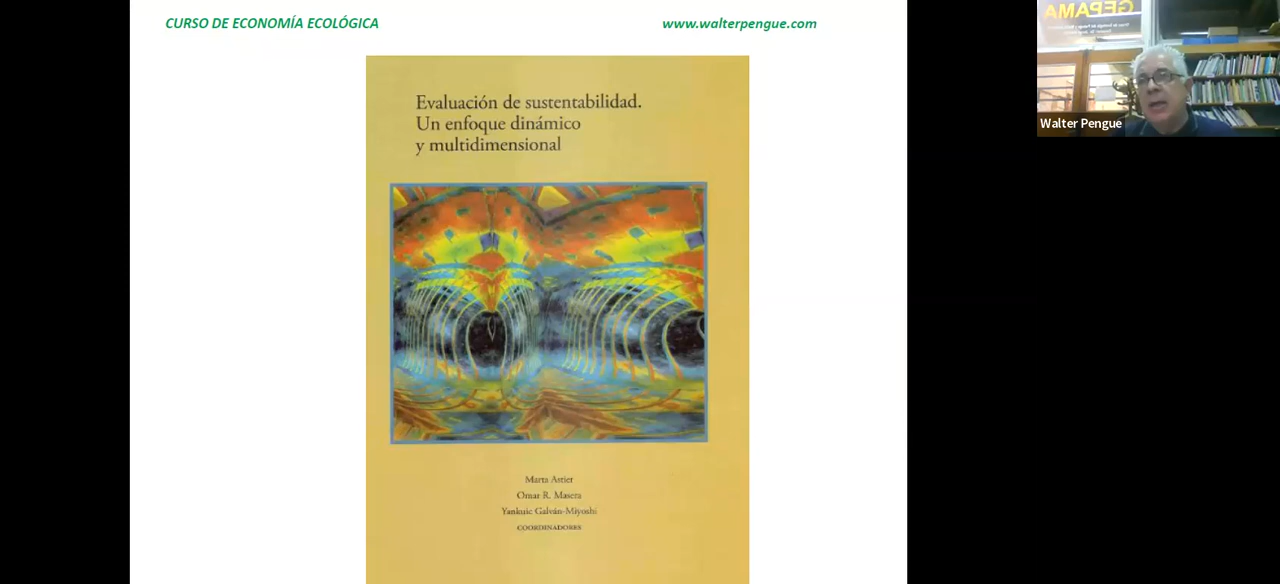 CURSO DE ECONOMÍA ECOLÓGICA
www.walterpengue.com
Evaluación de sustentabilidad.
Un enfoque dinámico
y multidimensional
Marta Astier
Omar R. Masera
Yankuic Galván-Miyoshi
COORDINADORES
GEPAMA
Walter Pengue